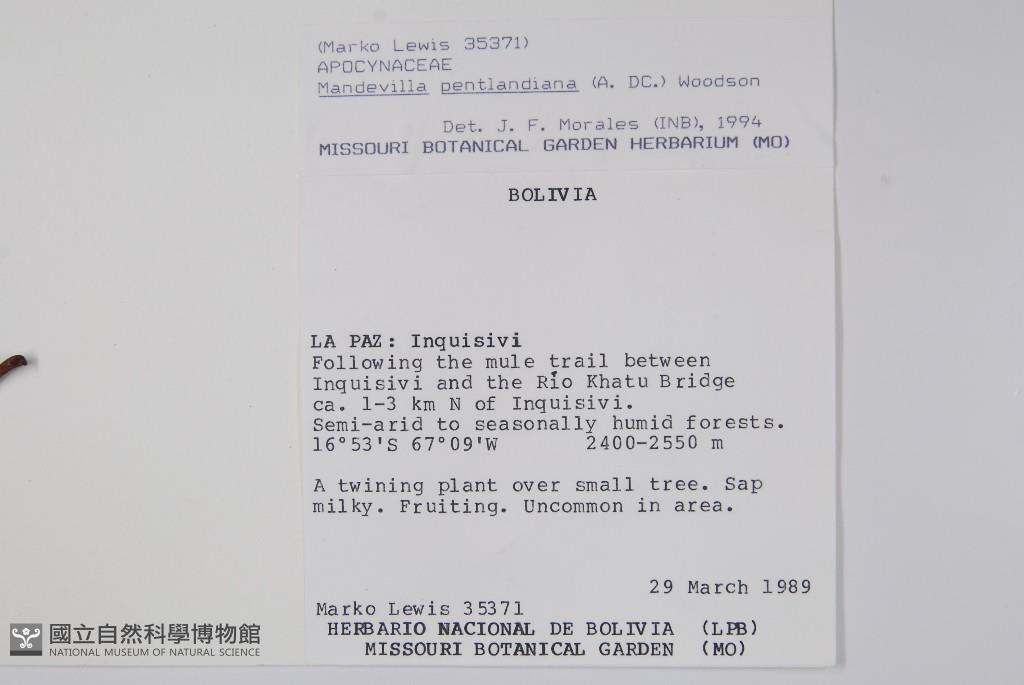 (Marko Lewis 35371)
APOCYNACEAE
Mandevilla pentlandiana (A. DC.) Woodson
Det. J. F. Morales (INB), 1994
MISSOURI BOTANICAL GARDEN HERBARIUM (MO)
BOLIVIA
LA PAZ: Inquisivi
Following the mule trail between
Inquisivi and the Río Khatu Bridge
ca. 1-3 km N of Inquisivi.
Semi-arid to seasonally humid forests.
16°53'S 67°09'W 2400-2550 m
A twining plant over small tree. Sap
milky. Fruiting. Uncommon in area.
29 March 1989
Marko Lewis 35371
HERBARIO NACIONAL DE BOLIVIA (LPB)
MISSOURI BOTANICAL GARDEN (MO)
國立自然科學博物館
NATIONAL MUSEUM OF NATURAL SCIENCE